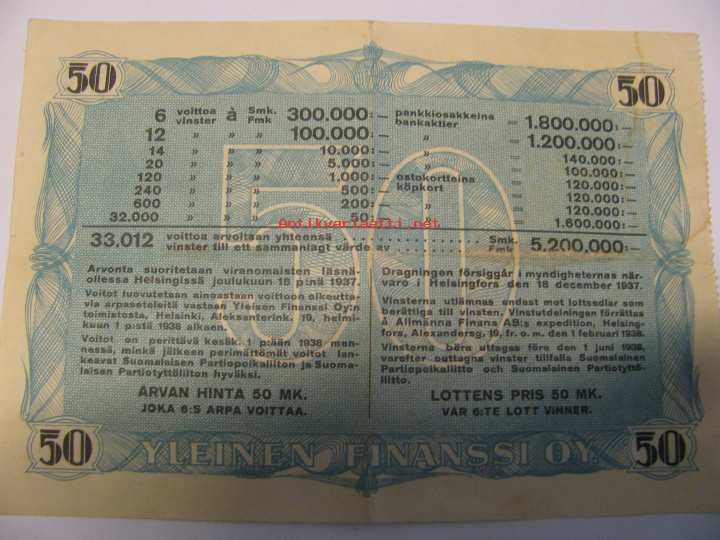 50 50
6 voittoa vinster à Smk. Fmk 300.000:— pankkiosakkeina bankaktier = 1.800.000:—
12 » » » 100.000:— » = 1.200.000:—
14 » » » 10.000:— » = 140.000:—
20 » » » 5.000:— » = 100.000:—
120 » » » 1.000:— ostokortteina köpkort = 120.000:—
240 » » » 500:— » = 120.000:—
600 » » » 200:— » = 120.000:—
32.000 » » » 50:— » = 1.600.000:—
Antikvariaatti.net
33.012 voittoa arvoitaan yhteensä vinster till ett sammanlagt värde av Smk. Fmk 5.200.000:—
50
Arvonta suoritetaan viranomaisten läsnä-
ollessa Helsingissä joulukuun 18 p:nä 1937.
Voitot luovutetaan ainoastaan voittoon oikeutta-
via arpaseteleitä vastaan Yleisen Finanssi Oy:n
toimistosta, Helsinki, Aleksanterink. 19, helmi-
kuun 1 p:stä 1938 alkaen.
Voitot on perittävä kesäk. 1 p:ään 1938 men-
nessä, minkä jälkeen perimättömät voitot lan-
keavat Suomalaisen Partiopoikaliiton ja Suoma-
laisen Partiotyttöliiton hyväksi.
ARVAN HINTA 50 MK.
JOKA 6:S ARPA VOITTAA.
Dragningen försiggår i myndigheternas när-
varo i Helsingfors den 18 december 1937.
Vinsterna utlämnas endast mot lottsedlar som
berättiga till vinsten. Vinstutdelningen förrättas
å Allmänna Finans AB:s expedition, Helsing-
fors, Alexandersg. 19, fr. o. m. den 1 februari 1938.
Vinsterna böra uttagas före den 1 juni 1938,
varefter outtagna vinster tillfalla Suomalainen
Partiopoikaliitto och Suomalainen Partiotyttö-
liitto.
LOTTENS PRIS 50 MK.
VAR 6:TE LOTT VINNER.
50 YLEINEN FINANSSI OY. 50